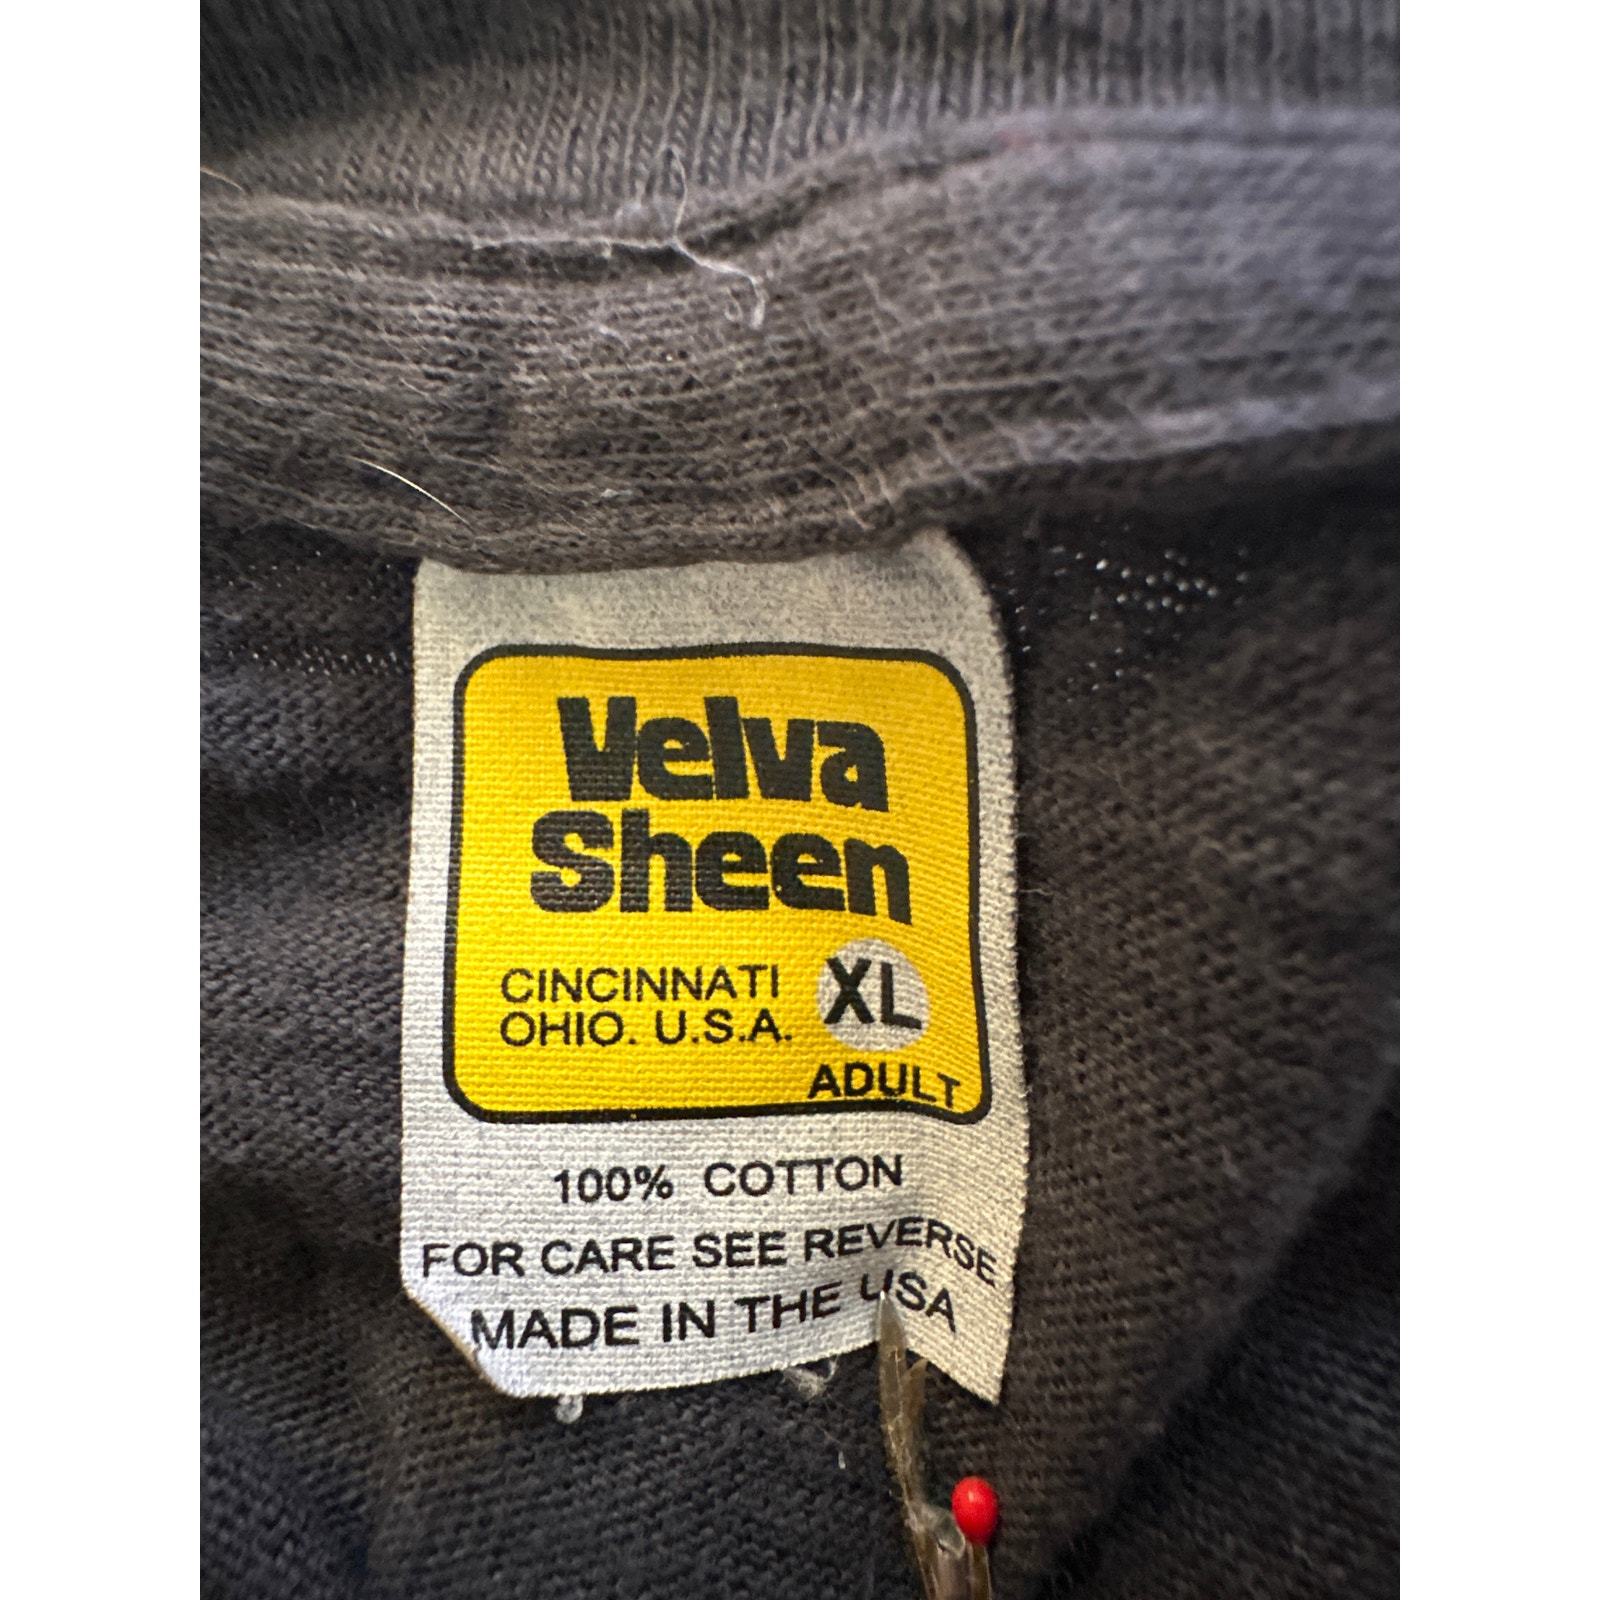 Velva
Sheen
CINCINNATI
OHIO. U.S.A.
XL
ADULT
100% COTTON
FOR CARE SEE REVERSE
MADE IN THE USA